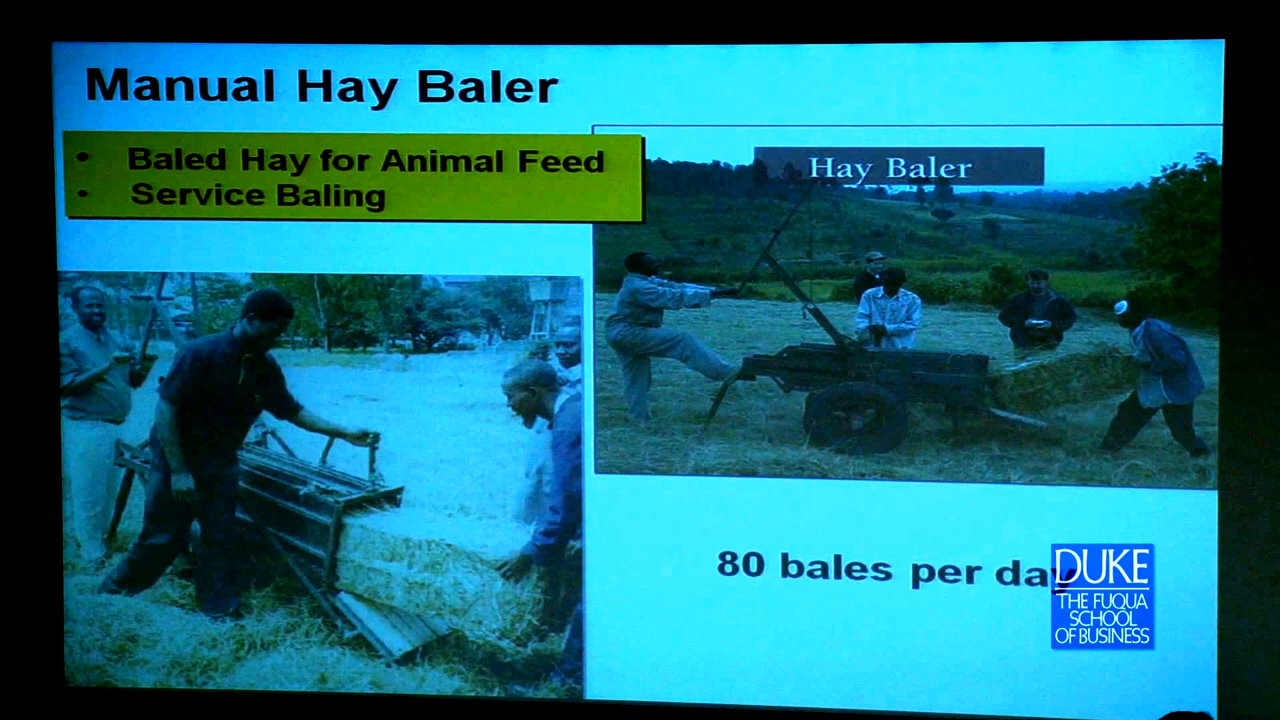 Manual Hay Baler
• Baled Hay for Animal Feed
• Service Baling
Hay Baler
80 bales per day
DUKE
THE FUQUA
SCHOOL
OF BUSINESS